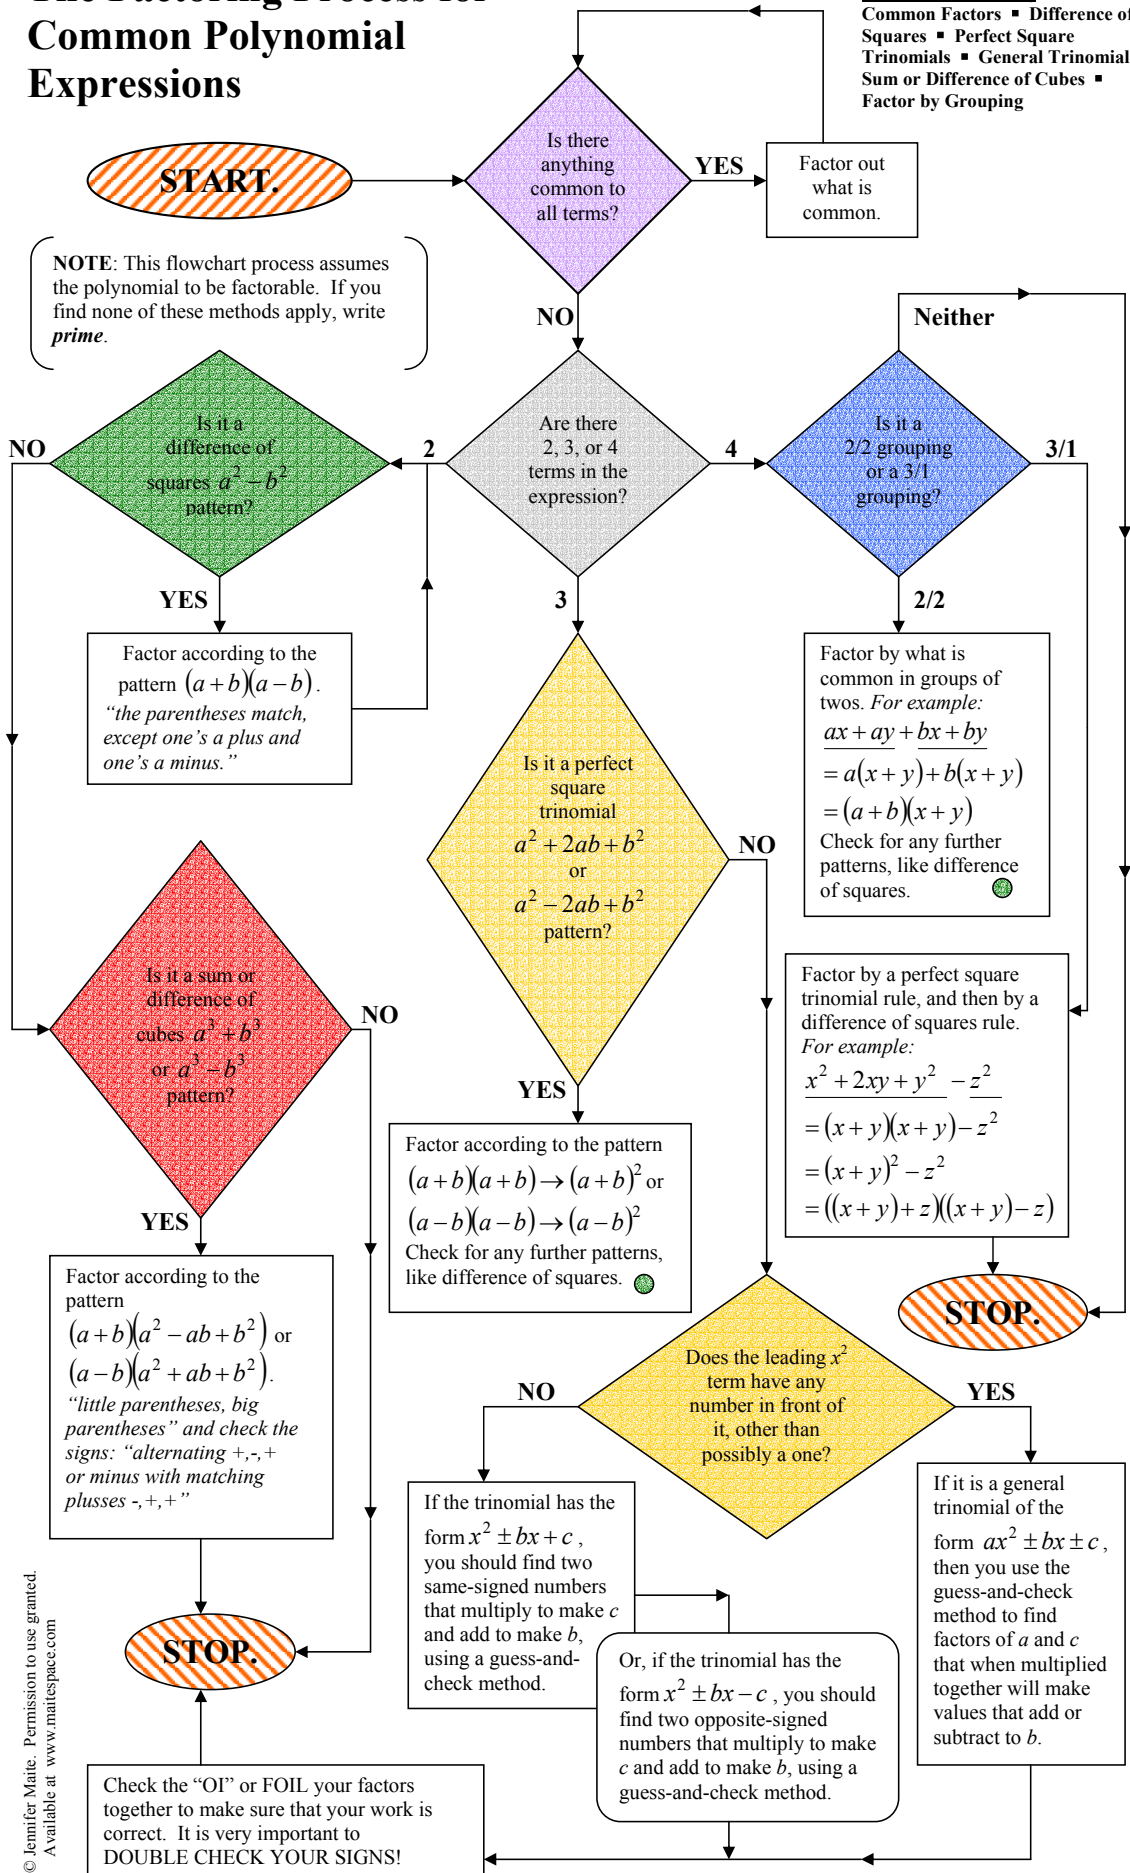 The Factoring Process for
Common Polynomial
Expressions
Common Factors ▪ Difference of
Squares ▪ Perfect Square
Trinomials ▪ General Trinomial
Sum or Difference of Cubes ▪
Factor by Grouping
START.
Is there
anything
common to
all terms?
YES
Factor out
what is
common.
NOTE: This flowchart process assumes
the polynomial to be factorable. If you
find none of these methods apply, write
prime.
NO
Neither
NO
Is it a
difference of
squares a² − b²
pattern?
2
Are there
2, 3, or 4
terms in the
expression?
4
Is it a
2/2 grouping
or a 3/1
grouping?
3/1
YES
3
2/2
Factor according to the
pattern (a + b)(a − b).
“the parentheses match,
except one’s a plus and
one’s a minus.”
Factor by what is
common in groups of
twos. For example:
ax + ay + bx + by
= a(x + y) + b(x + y)
= (a + b)(x + y)
Check for any further
patterns, like difference
of squares.
Is it a perfect
square
trinomial
a² + 2ab + b²
or
a² − 2ab + b²
pattern?
NO
Is it a sum or
difference of
cubes a³ + b³
or a³ − b³
pattern?
NO
Factor by a perfect square
trinomial rule, and then by a
difference of squares rule.
For example:
x² + 2xy + y² − z²
= (x + y)(x + y) − z²
= (x + y)² − z²
= ((x + y) + z)((x + y) − z)
YES
Factor according to the pattern
(a + b)(a + b) → (a + b)² or
(a − b)(a − b) → (a − b)²
Check for any further patterns,
like difference of squares.
YES
Factor according to the
pattern
(a + b)(a² − ab + b²) or
(a − b)(a² + ab + b²).
“little parentheses, big
parentheses” and check the
signs: “alternating +,-,+
or minus with matching
plusses -,+,+”
STOP.
Does the leading x²
term have any
number in front of
it, other than
possibly a one?
NO
YES
If the trinomial has the
form x² ± bx + c,
you should find two
same-signed numbers
that multiply to make c
and add to make b,
using a guess-and-
check method.
Or, if the trinomial has the
form x² ± bx − c, you should
find two opposite-signed
numbers that multiply to make
c and add to make b, using a
guess-and-check method.
If it is a general
trinomial of the
form ax² ± bx ± c,
then you use the
guess-and-check
method to find
factors of a and c
that when multiplied
together will make
values that add or
subtract to b.
STOP.
Check the “OI” or FOIL your factors
together to make sure that your work is
correct. It is very important to
DOUBLE CHECK YOUR SIGNS!
© Jennifer Maite. Permission to use granted.
Available at www.maitespace.com